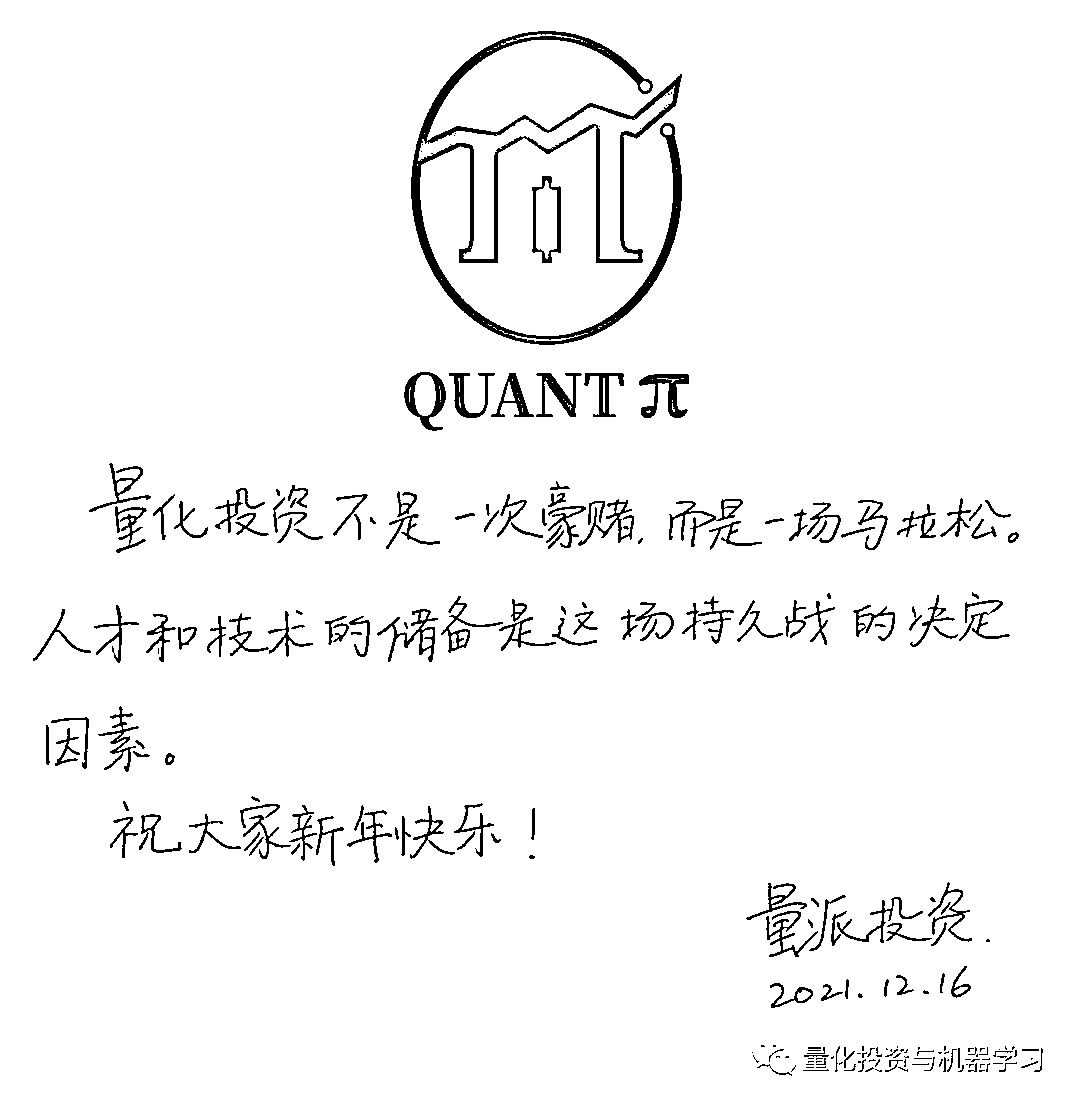 QUANT π
量化投资不是一次豪赌,而是一场马拉松。
人才和技术的储备是这场持久战的决定
因素。
祝大家新年快乐!
量派投资.
2021.12.16
量化投资与机器学习